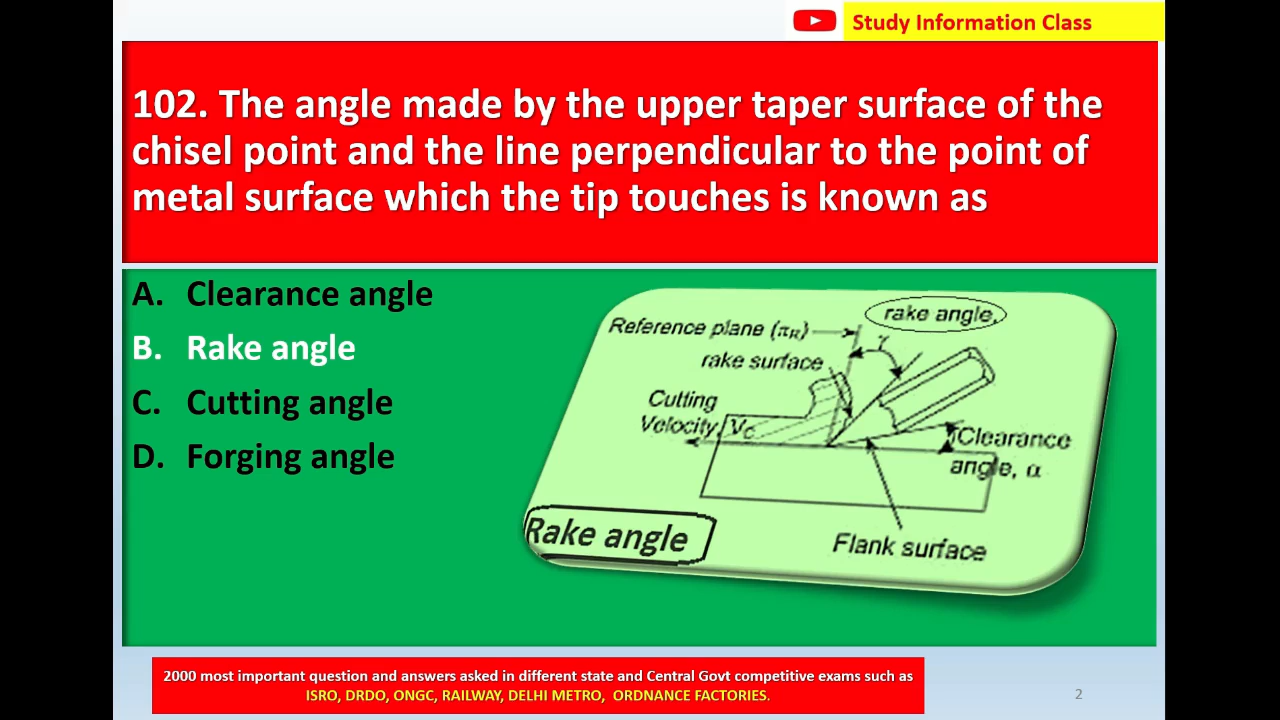 Study Information Class
102. The angle made by the upper taper surface of the
chisel point and the line perpendicular to the point of
metal surface which the tip touches is known as
A. Clearance angle
B. Rake angle
C. Cutting angle
D. Forging angle
rake angle,
Reference plane (πR)
γ
rake surface
Cutting
Velocity, VC
Clearance
angle, α
Rake angle
Flank surface
2000 most important question and answers asked in different state and Central Govt competitive exams such as
ISRO, DRDO, ONGC, RAILWAY, DELHI METRO, ORDNANCE FACTORIES.
2